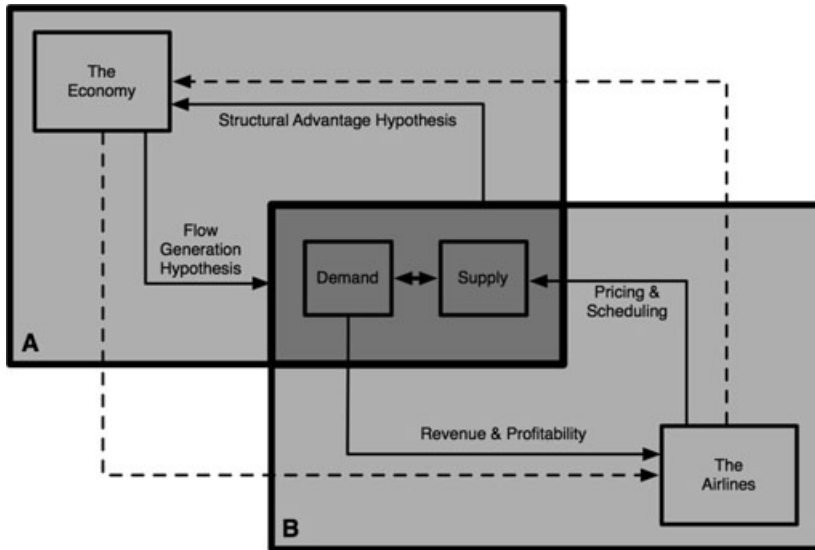 The
Economy
Structural Advantage Hypothesis
Flow
Generation
Hypothesis
Demand
Supply
Pricing &
Scheduling
A
Revenue & Profitability
The
Airlines
B